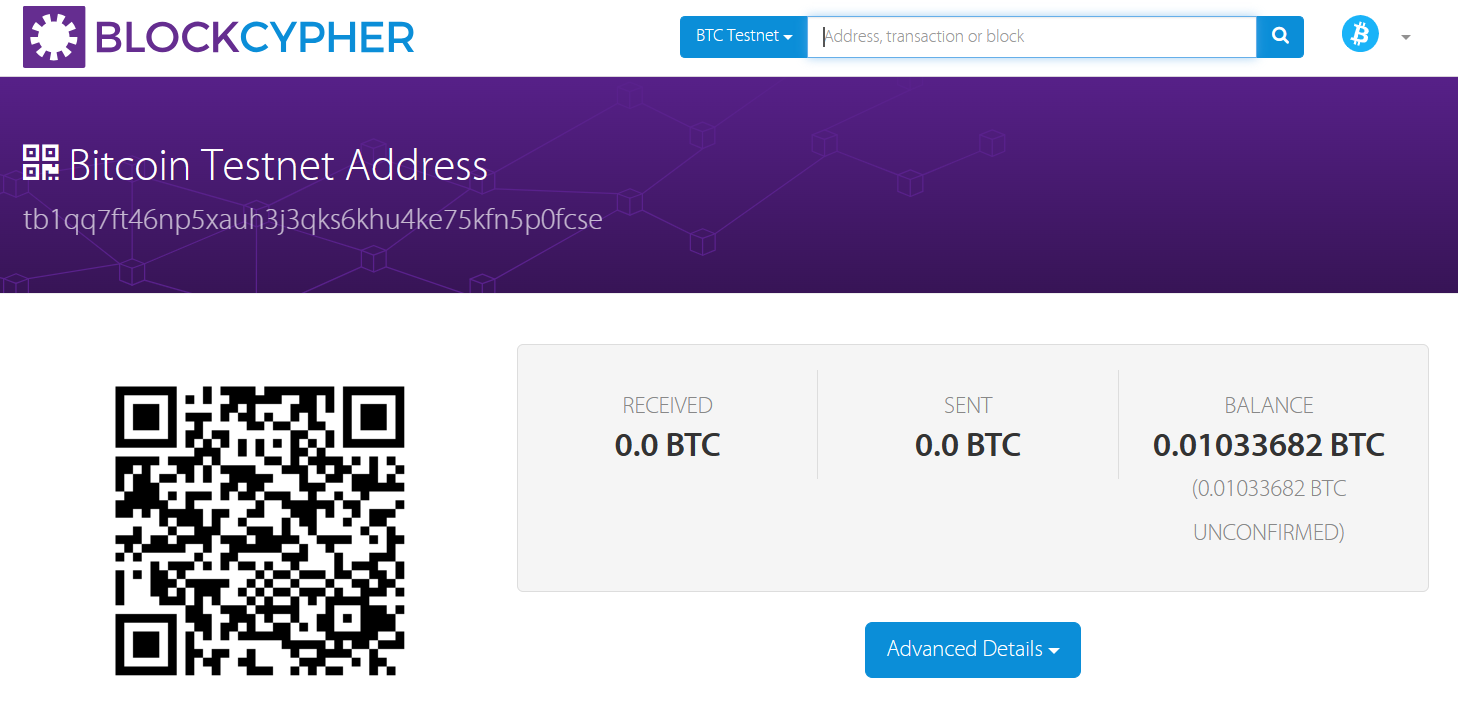 BLOCKCYPHER
BTC Testnet
Address, transaction or block
Bitcoin Testnet Address
tb1qq7ft46np5xauh3j3qks6khu4ke75kfn5p0fcse
RECEIVED
0.0 BTC
SENT
0.0 BTC
BALANCE
0.01033682 BTC
(0.01033682 BTC
UNCONFIRMED)
Advanced Details